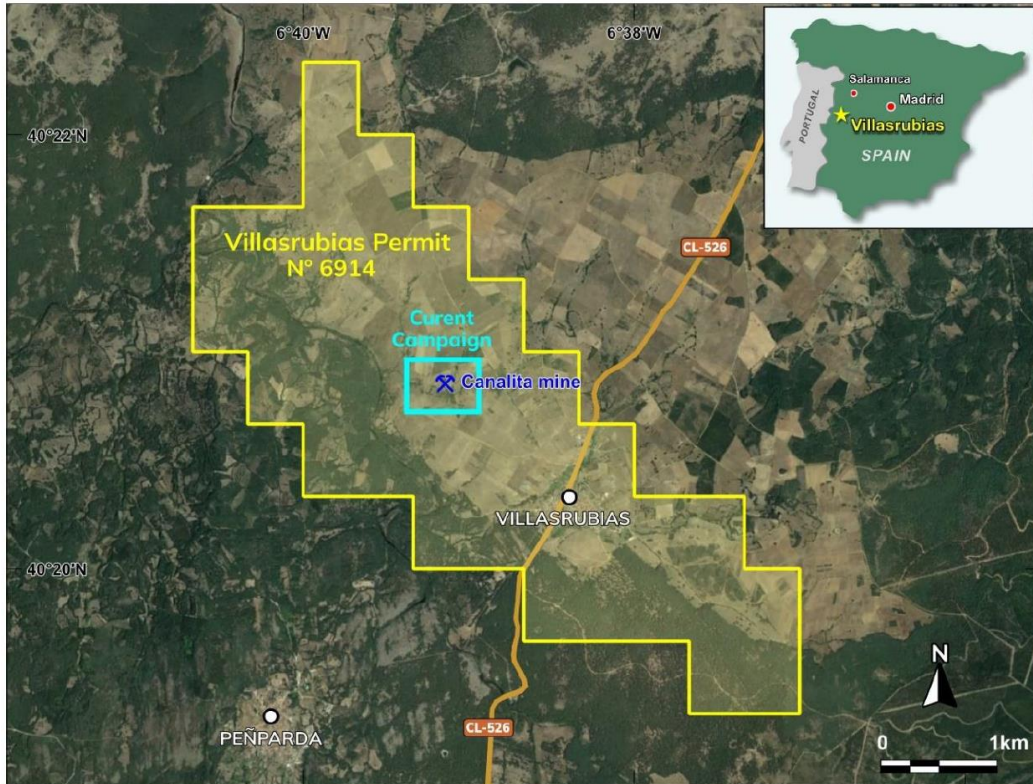 6°40'W
6°38'W
40°22'N
Salamanca
Madrid
PORTUGAL
Villasrubias
SPAIN
CL-526
Villasrubias Permit
Nº 6914
Curent
Campaign
Canalita mine
VILLASRUBIAS
40°20'N
PEÑPARDA
CL-526
N
0 1km